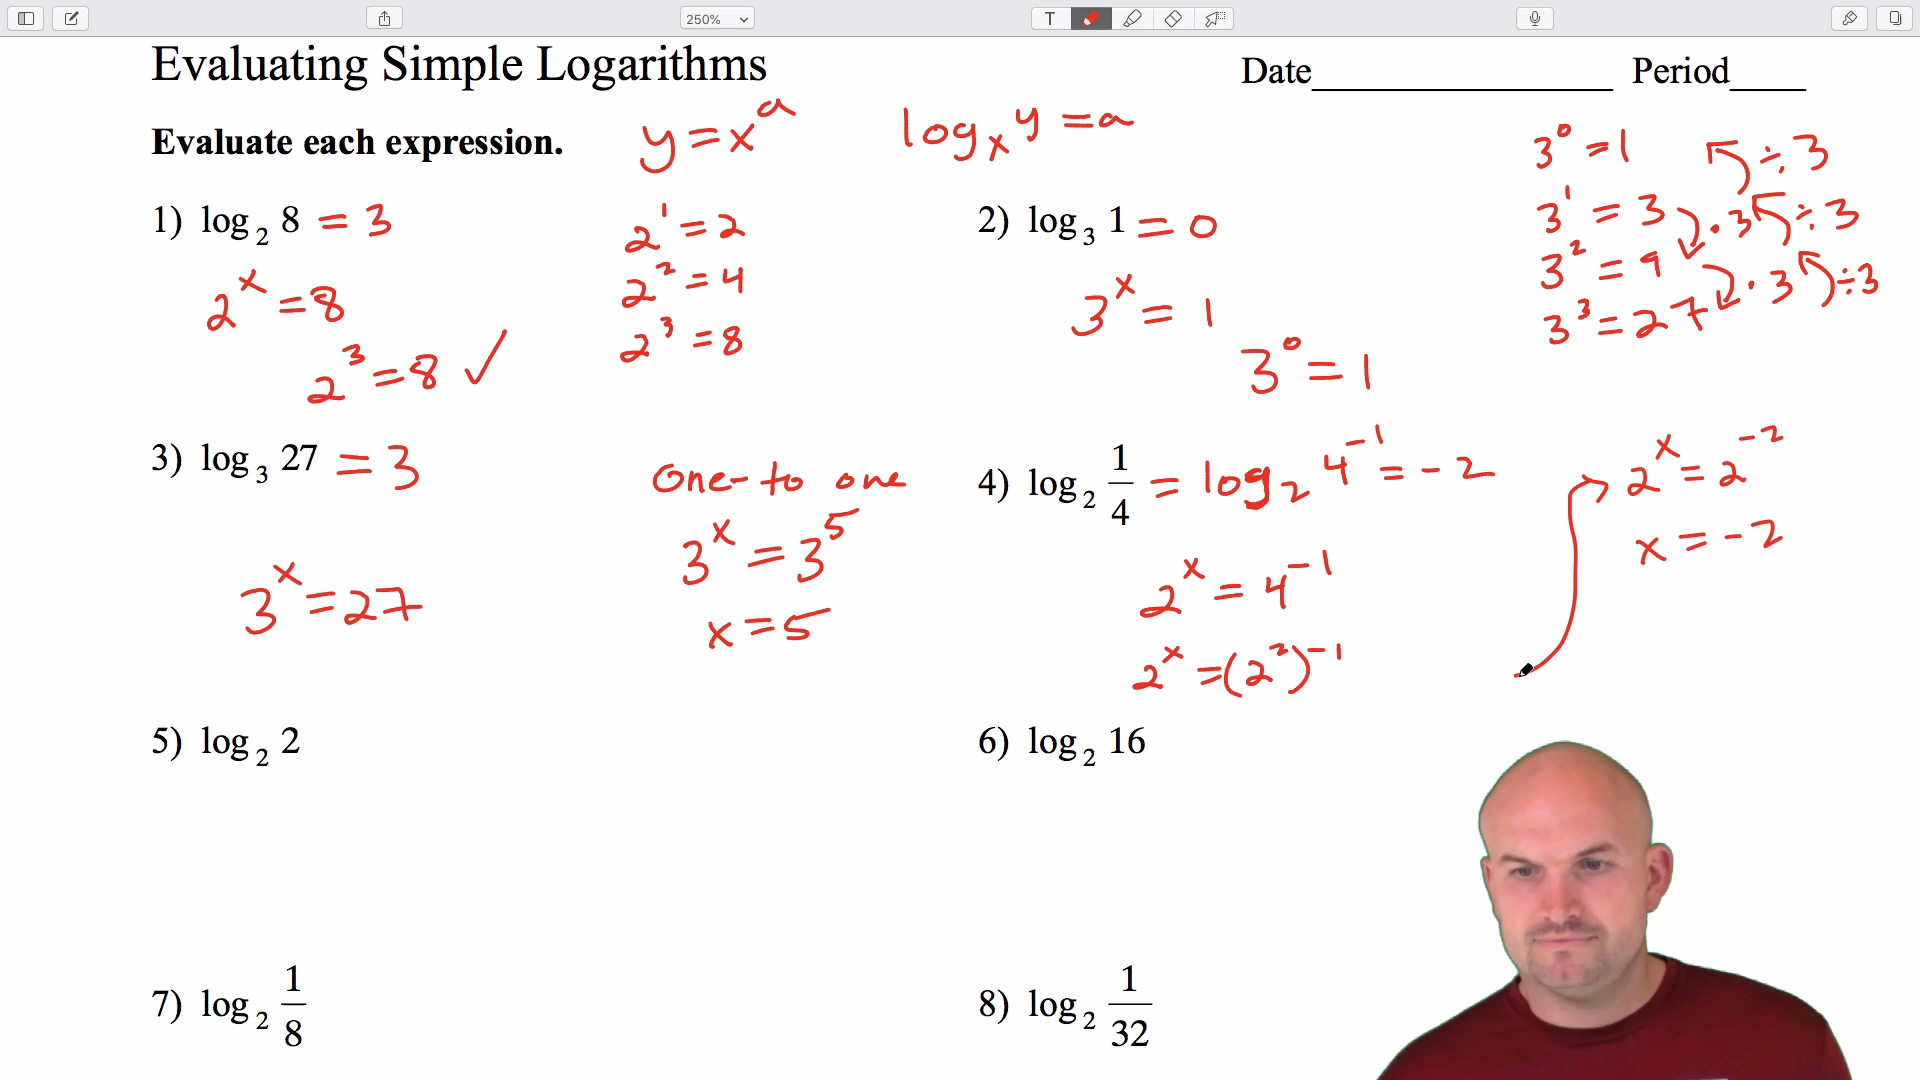 250%
T
Evaluating Simple Logarithms
Date_______________ Period____
Evaluate each expression.
y = x^a
log_x y = a
3^0 = 1
÷3
3^1 = 3 ·3 ÷3
3^2 = 9 ·3 ÷3
3^3 = 27
1) log_2 8 = 3
2^x = 8
2^3 = 8 ✓
2^1 = 2
2^2 = 4
2^3 = 8
2) log_3 1 = 0
3^x = 1
3^0 = 1
3) log_3 27 = 3
3^x = 27
one-to one
3^x = 3^5
x = 5
4) log_2 1/4 = log_2 4^-1 = -2
2^x = 4^-1
2^x = (2^2)^-1
2^x = 2^-2
x = -2
5) log_2 2
6) log_2 16
7) log_2 1/8
8) log_2 1/32